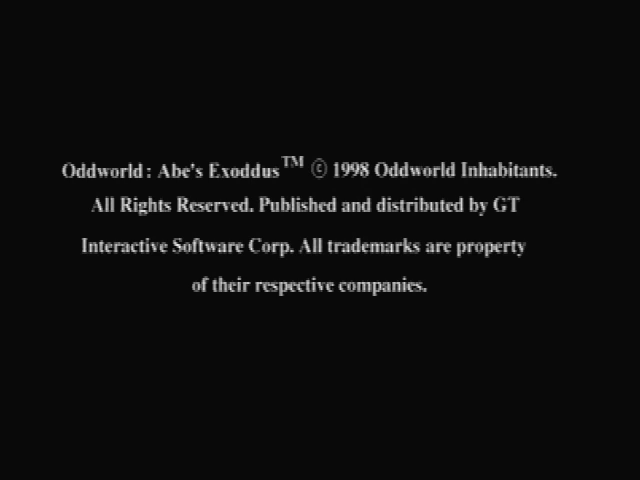 Oddworld: Abe's Exoddus™ © 1998 Oddworld Inhabitants.
All Rights Reserved. Published and distributed by GT
Interactive Software Corp. All trademarks are property
of their respective companies.